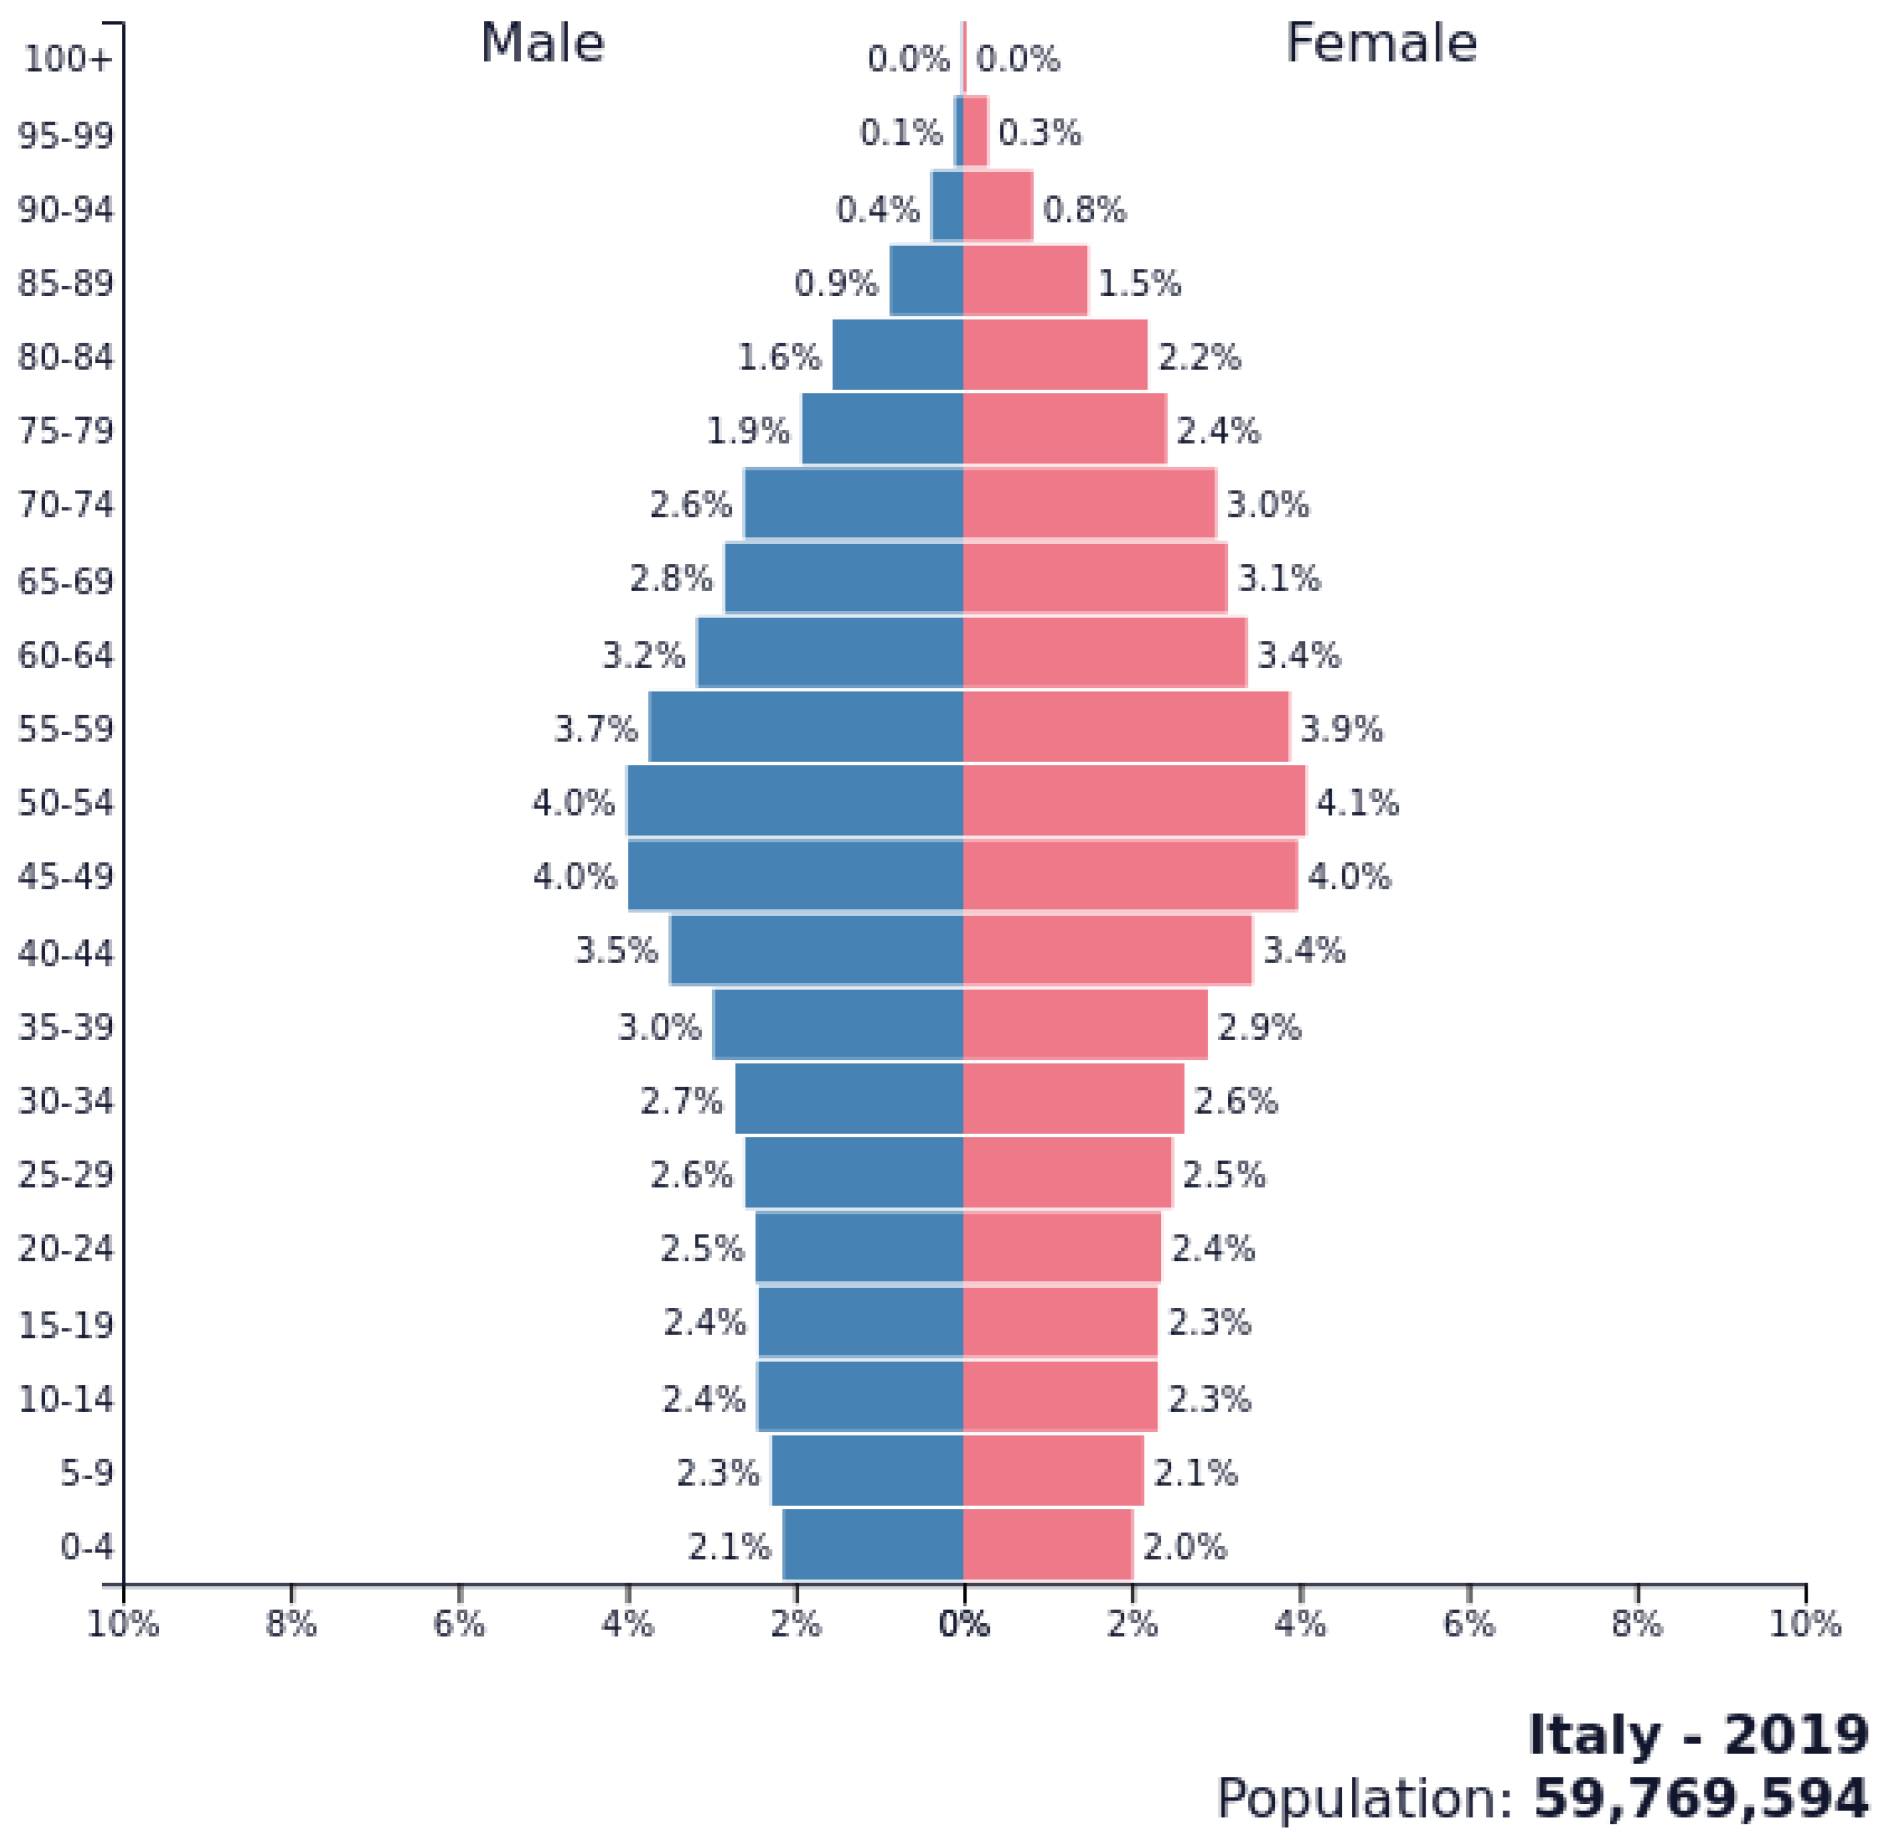 Male Female
100+ 0.0% 0.0%
95-99 0.1% 0.3%
90-94 0.4% 0.8%
85-89 0.9% 1.5%
80-84 1.6% 2.2%
75-79 1.9% 2.4%
70-74 2.6% 3.0%
65-69 2.8% 3.1%
60-64 3.2% 3.4%
55-59 3.7% 3.9%
50-54 4.0% 4.1%
45-49 4.0% 4.0%
40-44 3.5% 3.4%
35-39 3.0% 2.9%
30-34 2.7% 2.6%
25-29 2.6% 2.5%
20-24 2.5% 2.4%
15-19 2.4% 2.3%
10-14 2.4% 2.3%
5-9 2.3% 2.1%
0-4 2.1% 2.0%
10% 8% 6% 4% 2% 0% 2% 4% 6% 8% 10%
Italy - 2019
Population: 59,769,594